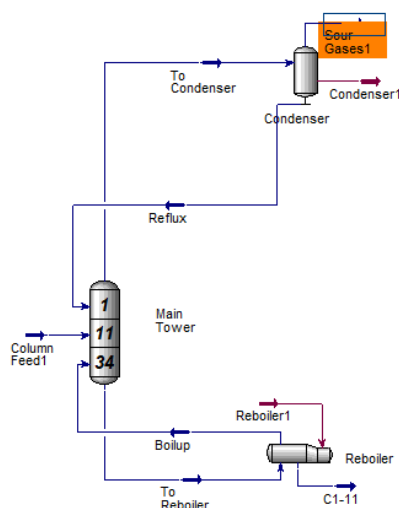 Sour
Gases1
To
Condenser
Condenser1
Condenser
Reflux
1
Main
Tower
11
Column
Feed1
34
Reboiler1
Boilup
Reboiler
To
Reboiler
C1-11